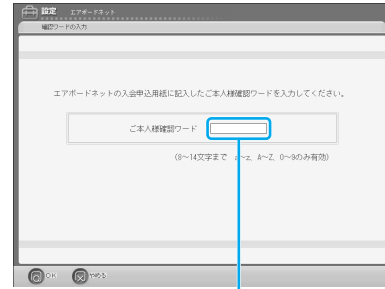 設定 エアボードネット
確認ワードの入力
エアボードネットの入会申込用紙に記入したご本人様確認ワードを入力してください。
ご本人様確認ワード
(8〜14文字まで a〜z、A〜Z、0〜9のみ有効)
OK やめる